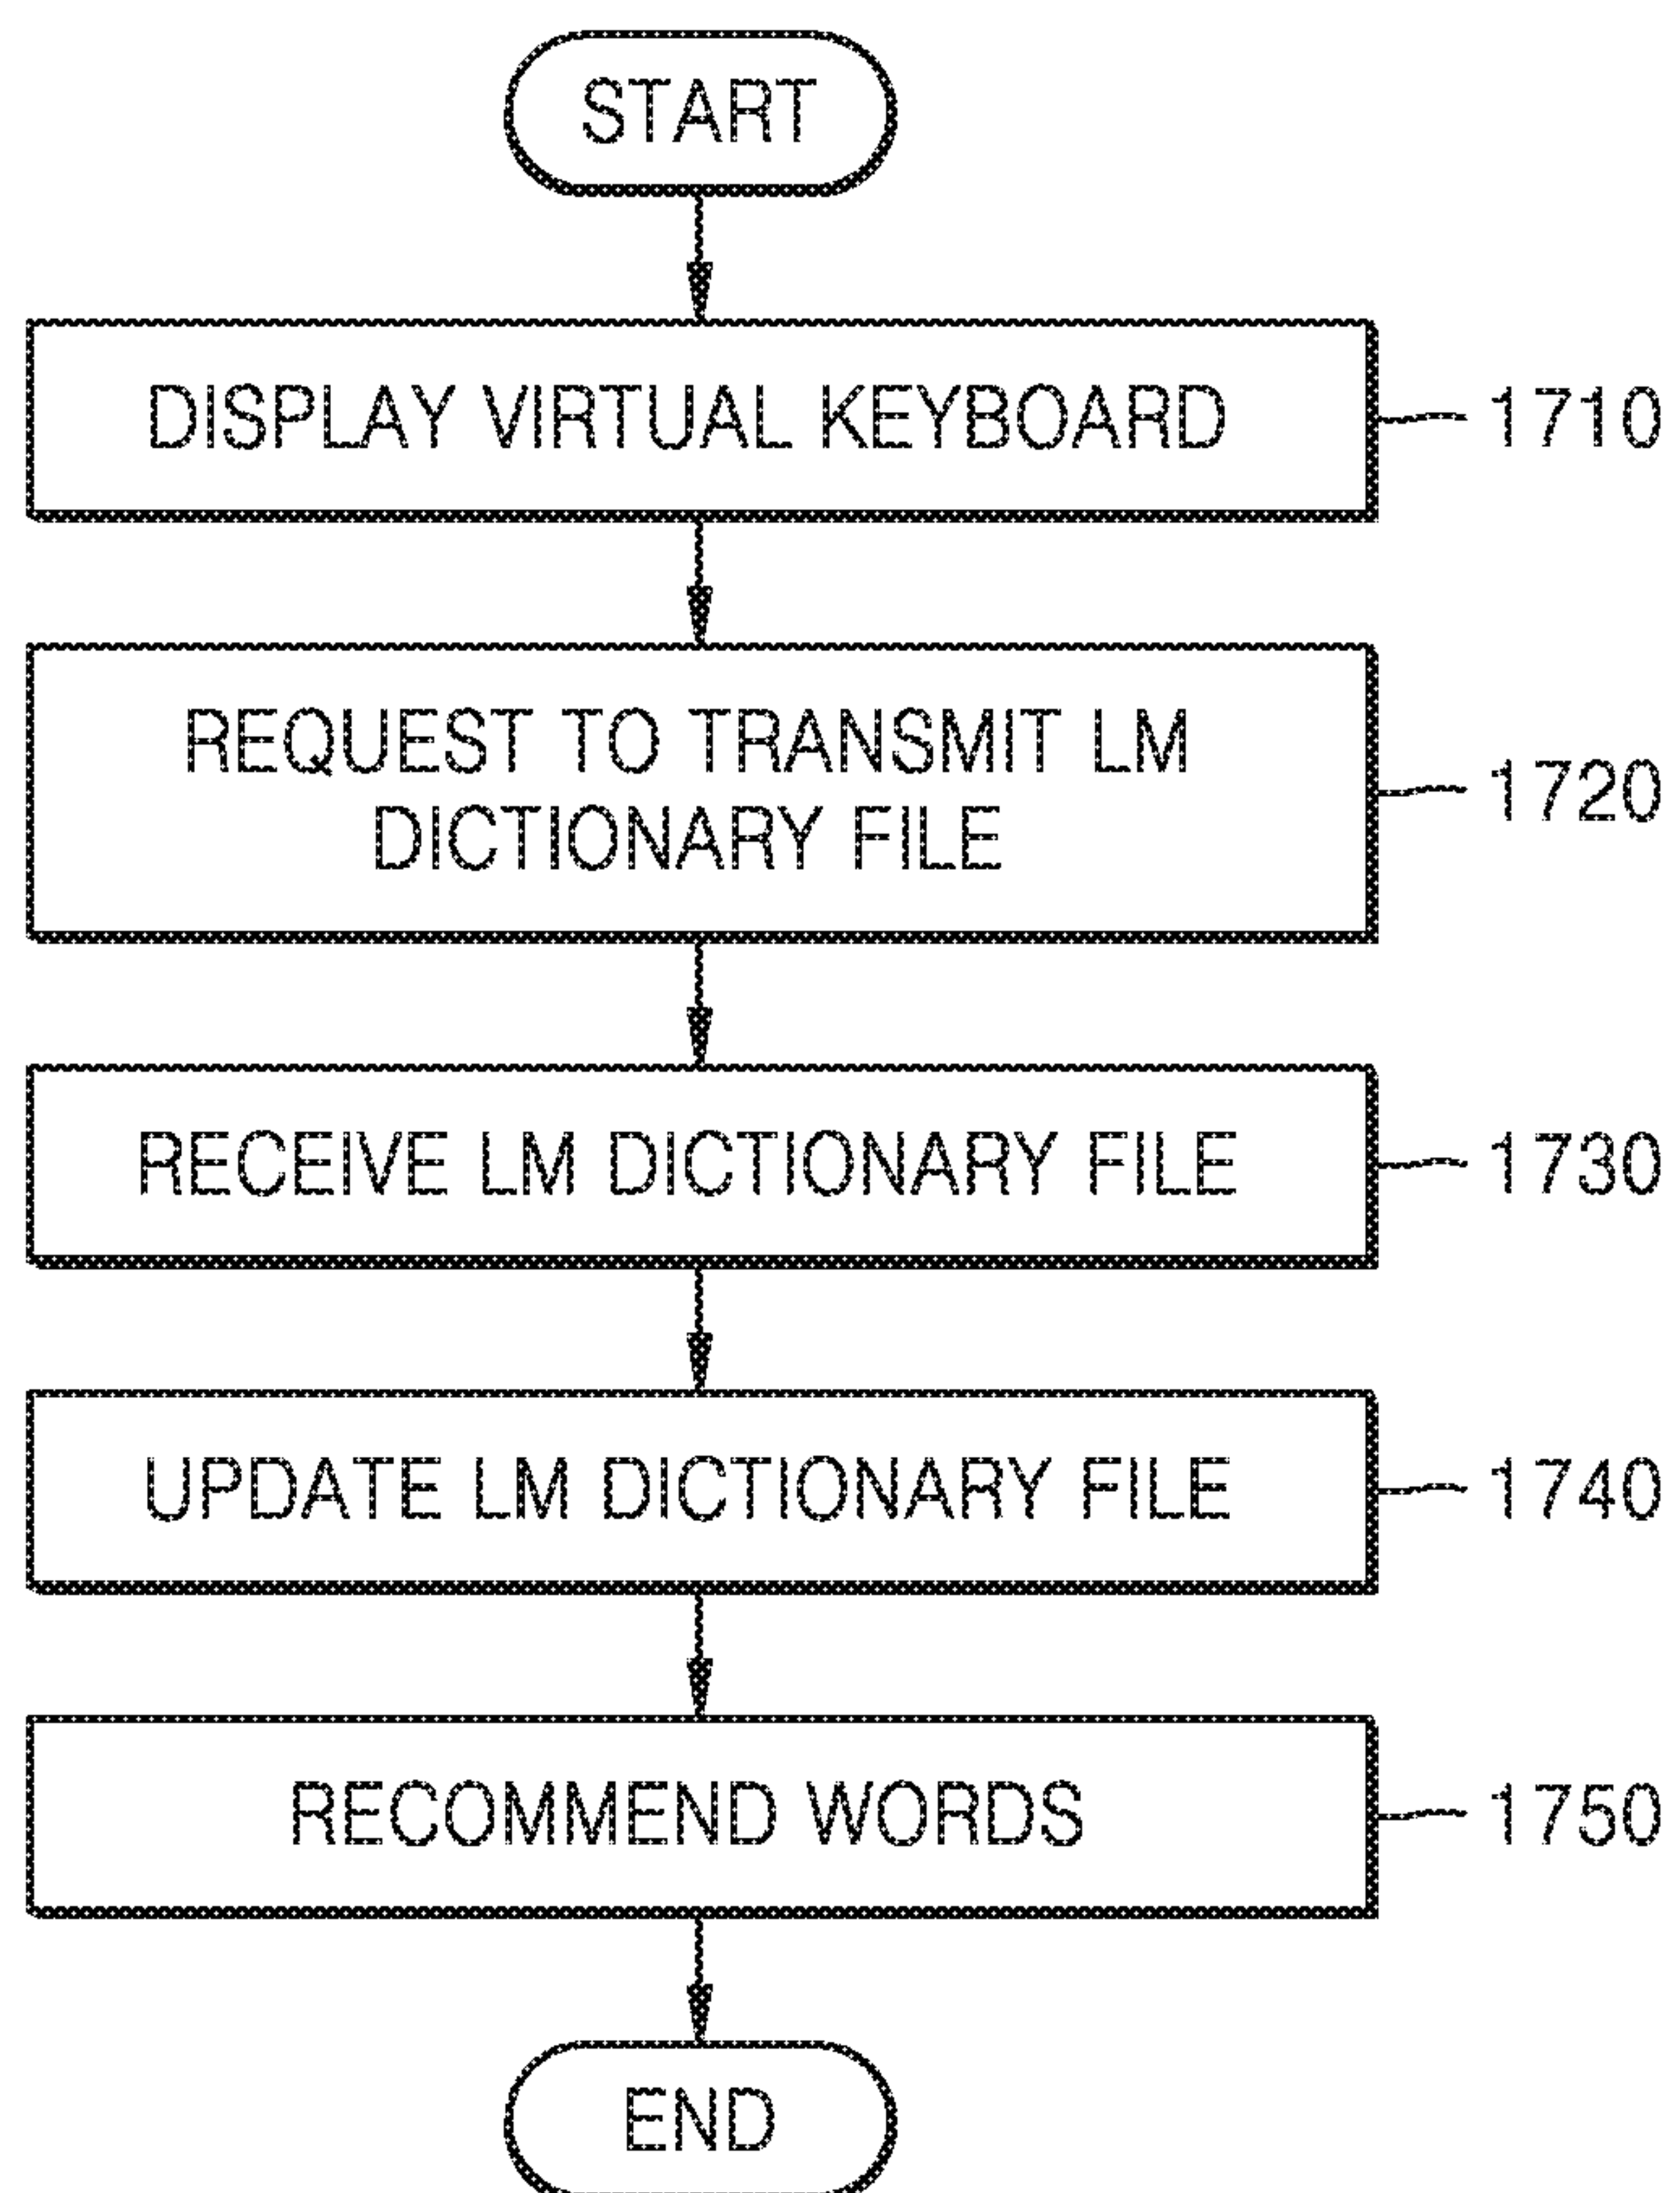 START
DISPLAY VIRTUAL KEYBOARD
1710
REQUEST TO TRANSMIT LM
DICTIONARY FILE
1720
RECEIVE LM DICTIONARY FILE
1730
UPDATE LM DICTIONARY FILE
1740
RECOMMEND WORDS
1750
END